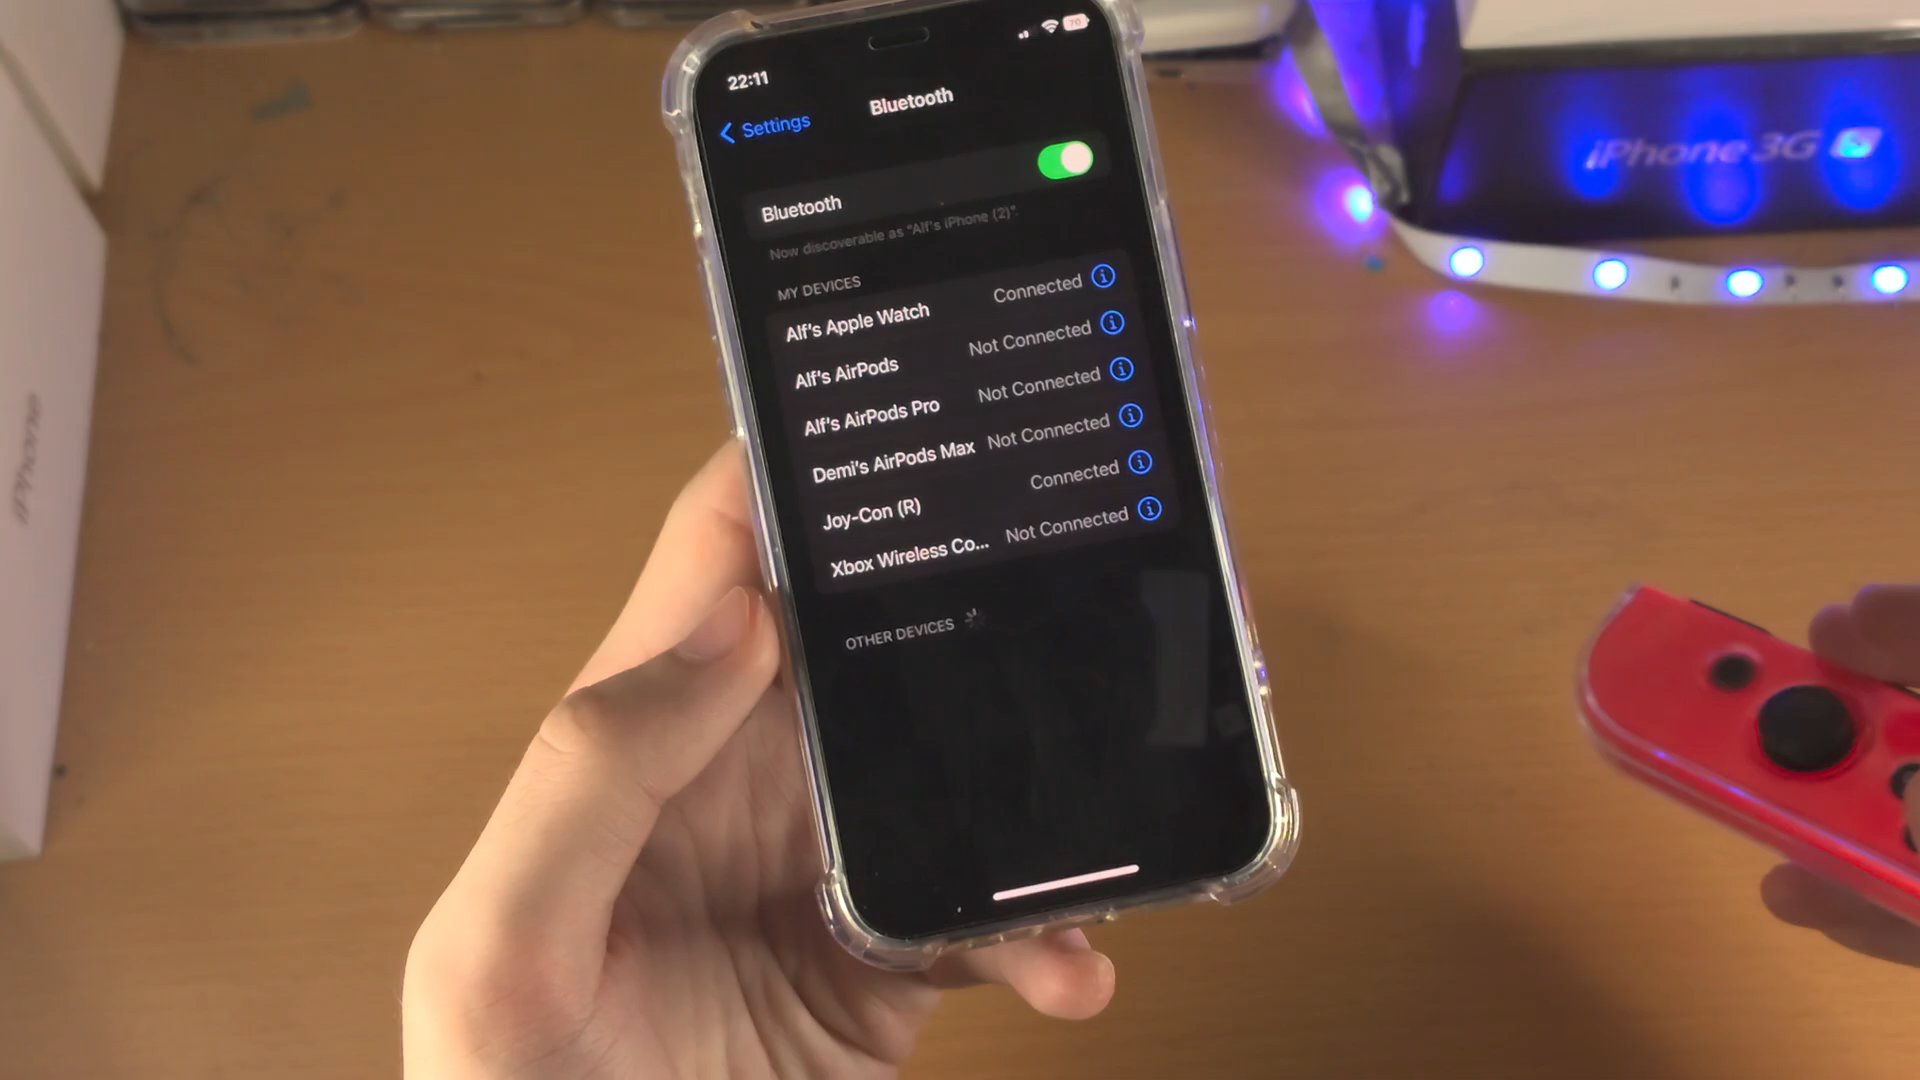 22:11
70
Settings
Bluetooth
Bluetooth
Now discoverable as "Alf's iPhone (2)".
MY DEVICES
Alf's Apple Watch Connected
Alf's AirPods Not Connected
Alf's AirPods Pro Not Connected
Demi's AirPods Max Not Connected
Joy-Con (R) Connected
Xbox Wireless Co... Not Connected
OTHER DEVICES
iPhone 3G S
iPhone